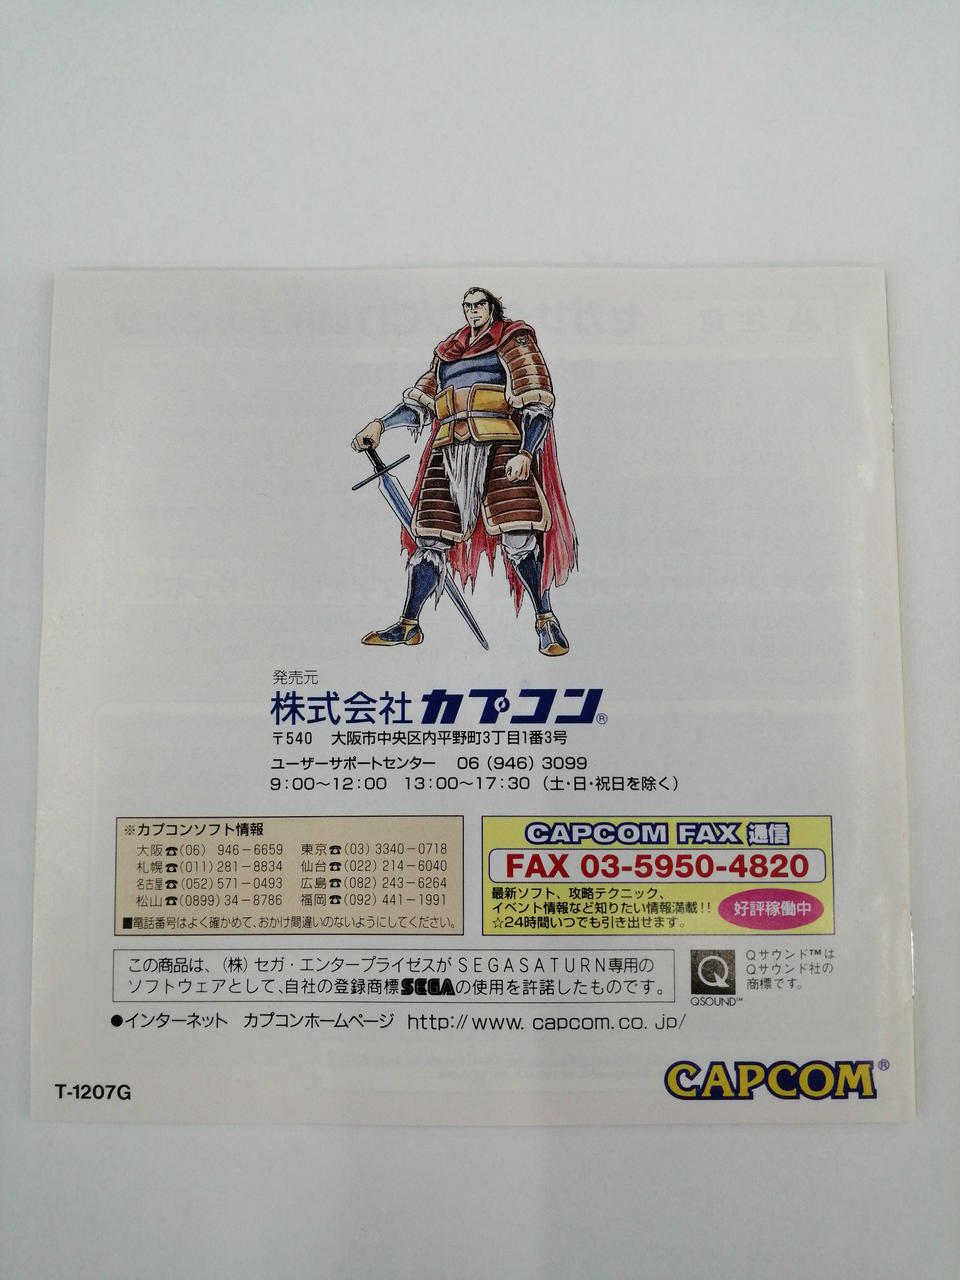 発売元
株式会社 カプコン®
〒540 大阪市中央区内平野町3丁目1番3号
ユーザーサポートセンター 06 (946) 3099
9:00～12:00 13:00～17:30 (土・日・祝日を除く)
※カプコンソフト情報
大阪☎(06) 946-6659 東京☎(03) 3340-0718
札幌☎(011) 281-8834 仙台☎(022) 214-6040
名古屋☎(052) 571-0493 広島☎(082) 243-6264
松山☎(0899) 34-8786 福岡☎(092) 441-1991
■電話番号はよく確かめて、おかけ間違いのないようにしてください。
CAPCOM FAX 通信
FAX 03-5950-4820
最新ソフト、攻略テクニック、
イベント情報など知りたい情報満載!!
☆24時間いつでも引き出せます。
好評稼働中
この商品は、(株)セガ・エンタープライゼスがSEGASATURN専用の
ソフトウェアとして、自社の登録商標SEGAの使用を許諾したものです。
Q
QSOUND™
Qサウンド™は
Qサウンド社の
商標です。
●インターネット カプコンホームページ http://www.capcom.co.jp/
T-1207G
CAPCOM®